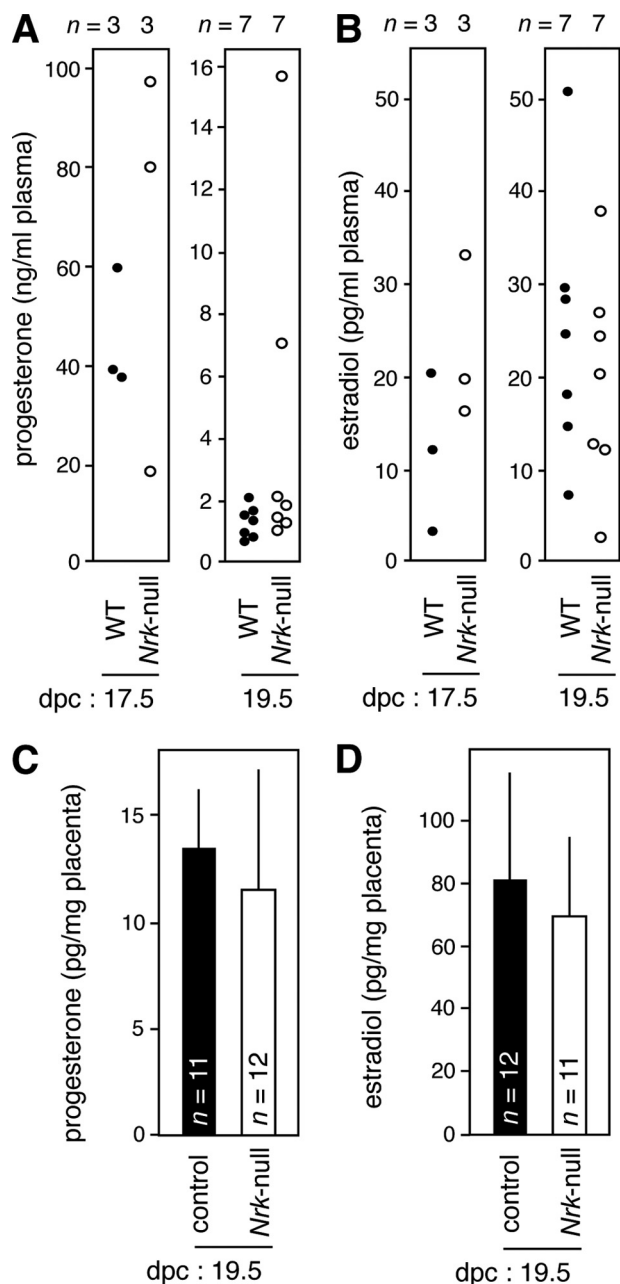 A
n = 3 3
n = 7 7
progesterone (ng/ml plasma)
100
80
60
40
20
0
16
14
12
10
8
6
4
2
0
WT
Nrk-null
WT
Nrk-null
dpc : 17.5
19.5
B
n = 3 3
n = 7 7
estradiol (pg/ml plasma)
50
40
30
20
10
0
50
40
30
20
10
0
WT
Nrk-null
WT
Nrk-null
dpc : 17.5
19.5
C
progesterone (pg/mg placenta)
15
10
5
0
n = 11
n = 12
control
Nrk-null
dpc : 19.5
D
estradiol (pg/mg placenta)
100
80
60
40
20
0
n = 12
n = 11
control
Nrk-null
dpc : 19.5